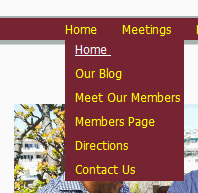 Home Meetings
Home
Our Blog
Meet Our Members
Members Page
Directions
Contact Us